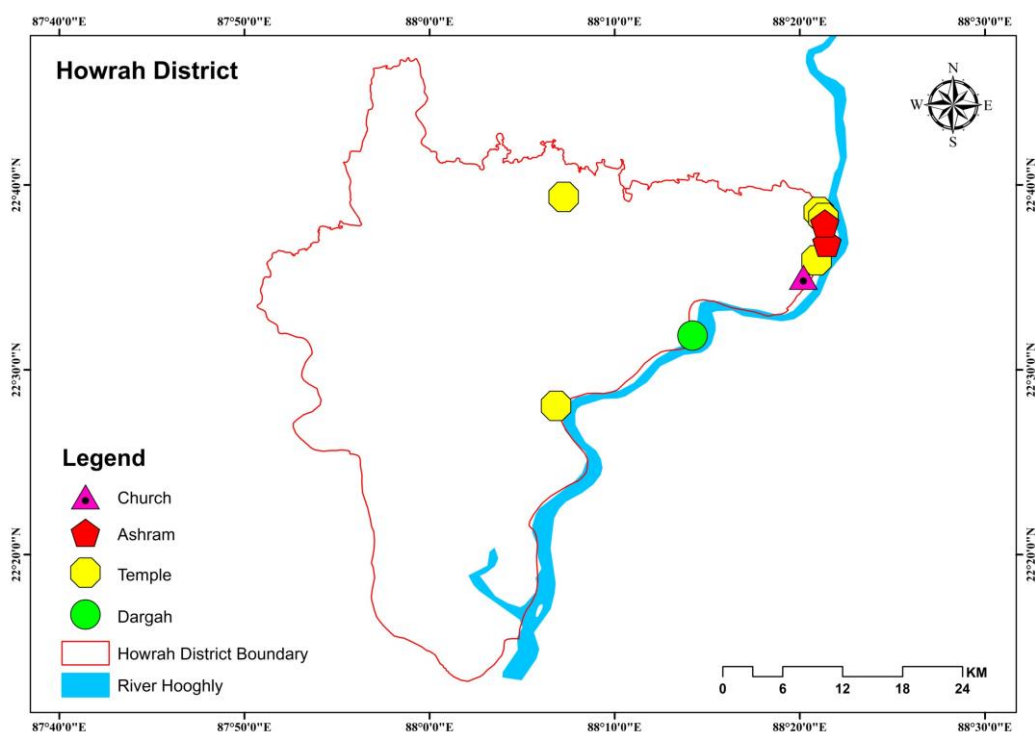 87°40'0"E 87°50'0"E 88°0'0"E 88°10'0"E 88°20'0"E 88°30'0"E
Howrah District
N
W E
S
22°40'0"N 22°40'0"N
22°30'0"N 22°30'0"N
22°20'0"N 22°20'0"N
Legend
Church
Ashram
Temple
Dargah
Howrah District Boundary
River Hooghly
KM
0 3 6 12 18 24
87°40'0"E 87°50'0"E 88°0'0"E 88°10'0"E 88°20'0"E 88°30'0"E